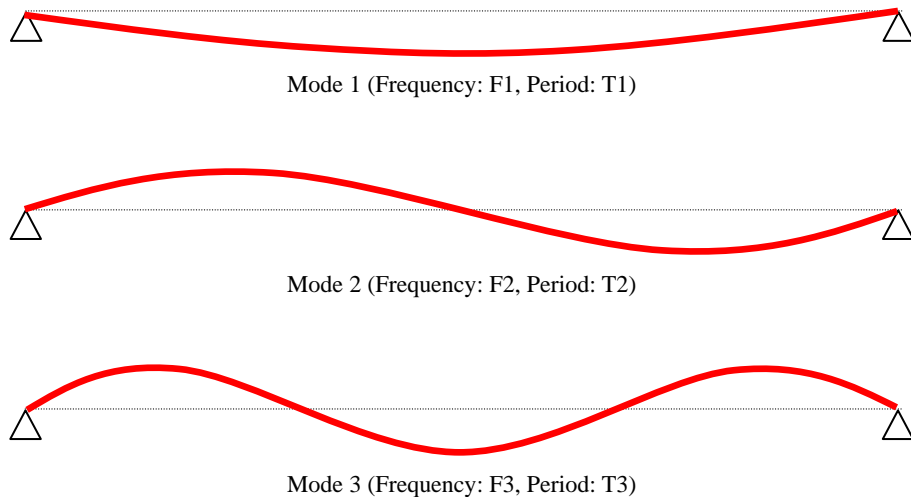 Mode 1 (Frequency: F1, Period: T1)
Mode 2 (Frequency: F2, Period: T2)
Mode 3 (Frequency: F3, Period: T3)